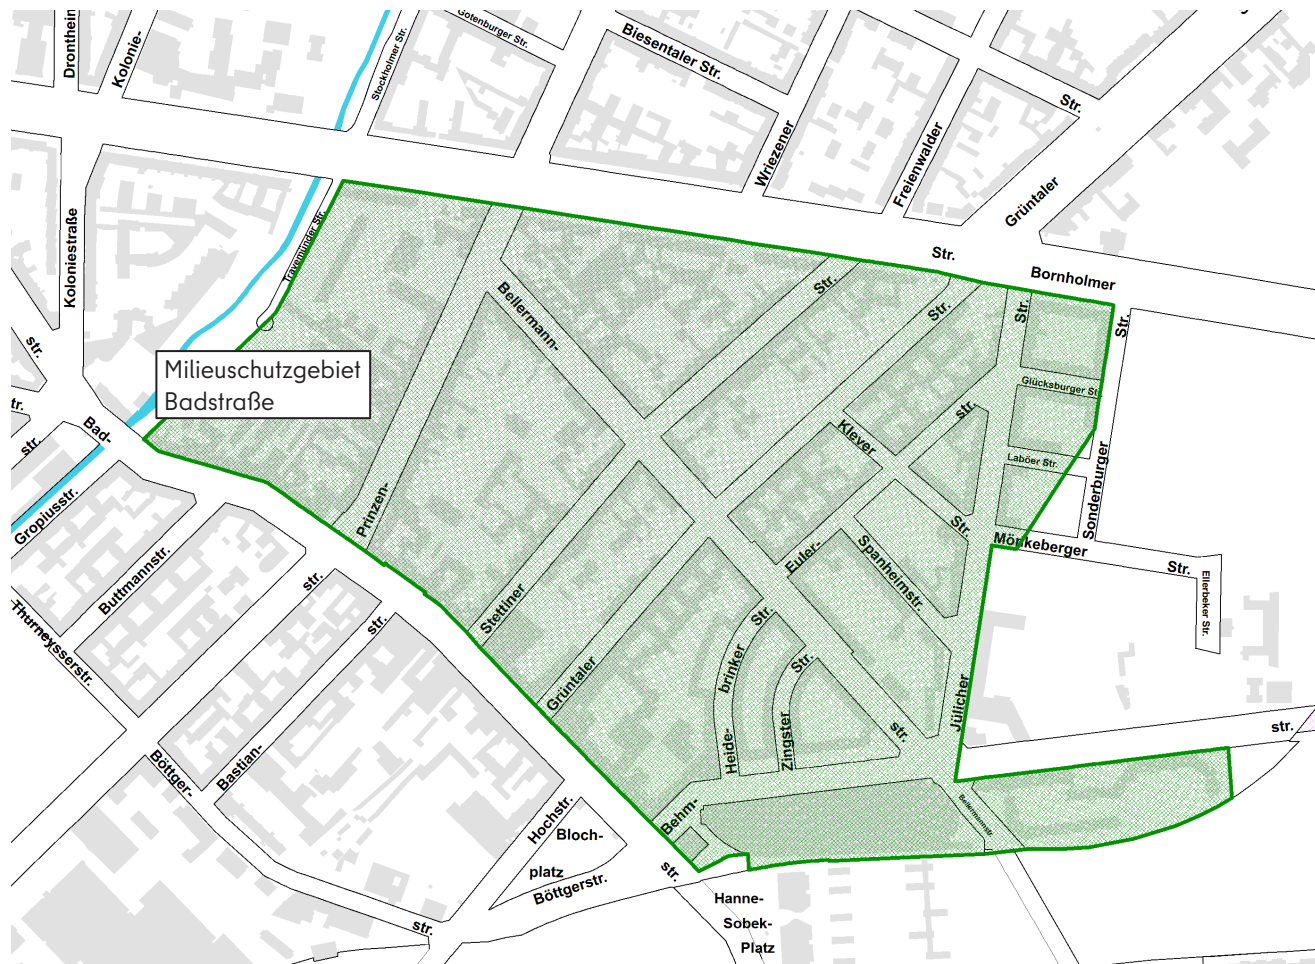 Gotenburger Str.
Biesentaler Str.
Drontheim
Kolonie-
Stockholmer Str.
Str.
Wriezener
Freienwalder
Grüntaler
Koloniestraße
Travemünder Str.
Str.
Bornholmer
Bellermann-
Str.
Str.
Str.
Str.
str.
Milieuschutzgebiet
Badstraße
Glücksburger St
tr.
str.
Bad-
str.
Klever
Laböer Str.
Sonderburger
Gropiusstr.
Prinzen-
Str.
Mönkeberger
Str.
Euler-
Spanheimstr.
Ellerbeker Str.
Buttmannstr.
str.
Thurneysserstr.
str.
Stettiner
Str.
brinker
Str.
Grüntaler
Jülicher
Heide-
Zingster
str.
str.
Böttger-
Bastian-
Behm-
Bellermannstr.
Hochstr.
Bloch-
platz
Böttgerstr.
str.
str.
Hanne-
Sobek-
Platz